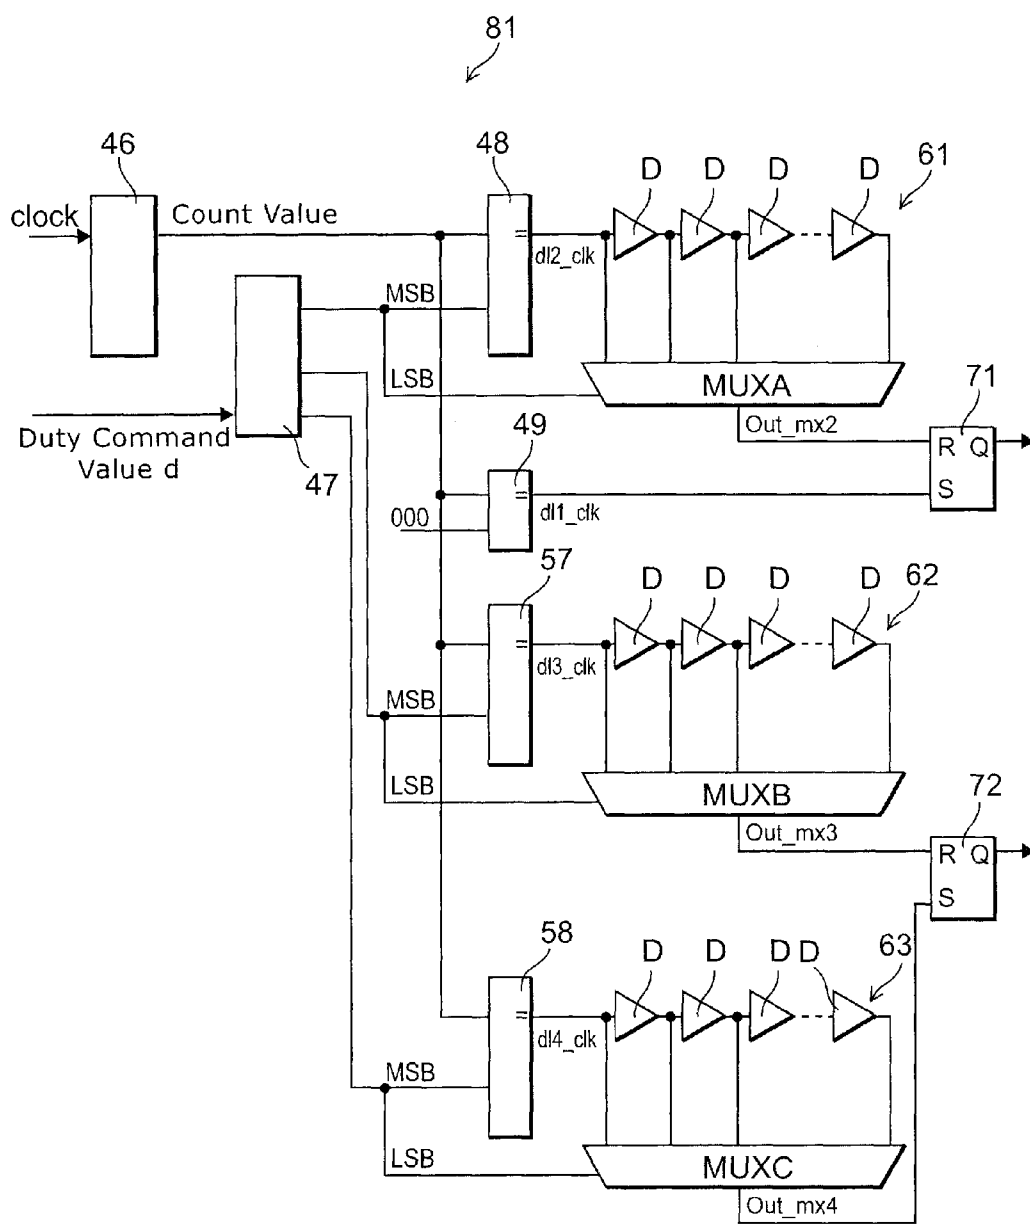 81
46
48
D D D D
61
clock
Count Value
=
dl2_clk
MSB
LSB
MUXA
71
Out_mx2
R Q
S
Duty Command
Value d
47
49
=
000
dl1_clk
57
D D D D
62
=
dl3_clk
MSB
LSB
MUXB
72
Out_mx3
R Q
S
58
D D D D
63
=
dl4_clk
MSB
LSB
MUXC
Out_mx4